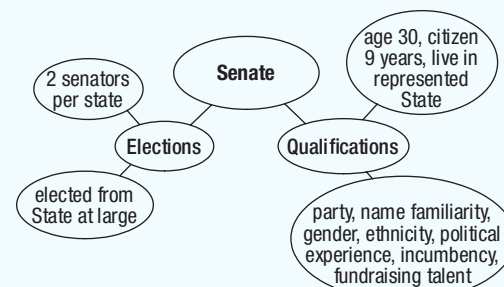 Senate
2 senators
per state
Elections
elected from
State at large
age 30, citizen
9 years, live in
represented
State
Qualifications
party, name familiarity,
gender, ethnicity, political
experience, incumbency,
fundraising talent